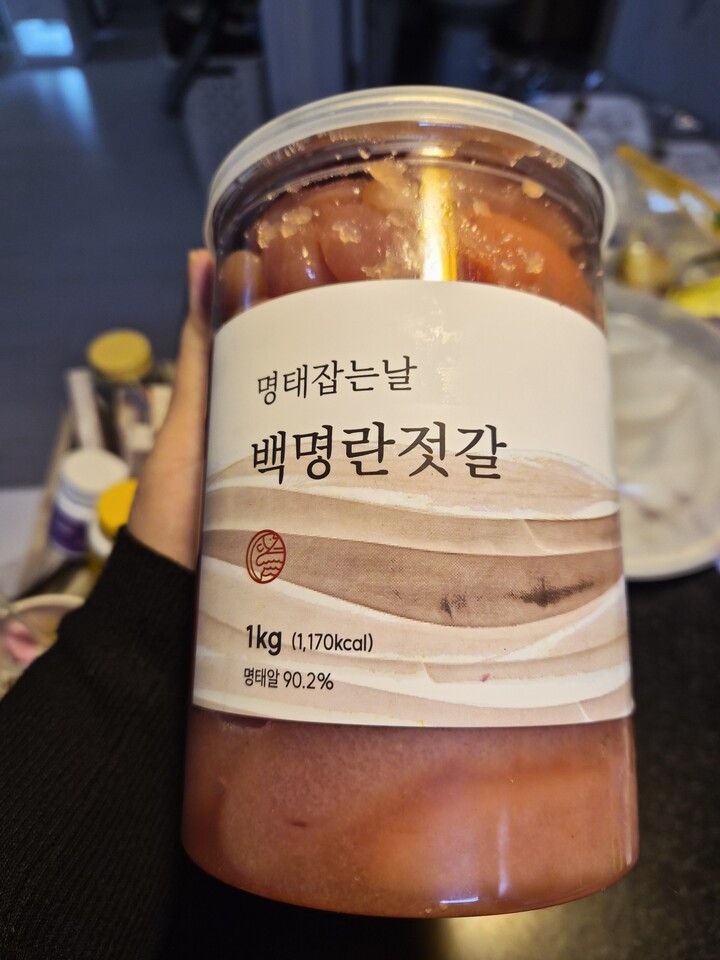 명태잡는날
백명란젓갈
1kg (1,170kcal)
명태알 90.2%